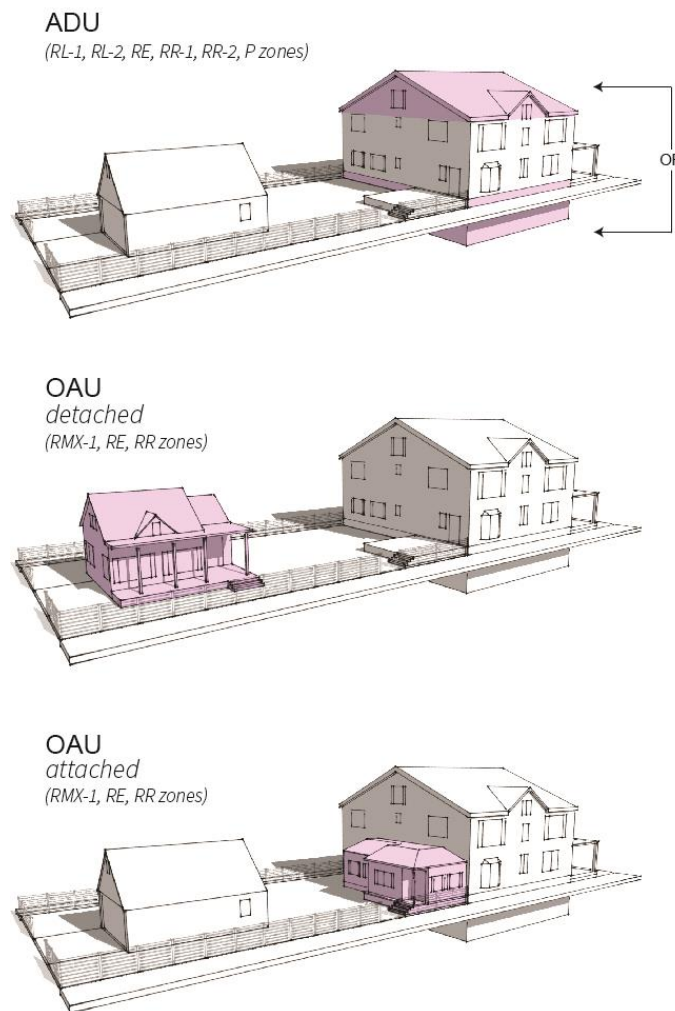 ADU
(RL-1, RL-2, RE, RR-1, RR-2, P zones)
OR
OAU
detached
(RMX-1, RE, RR zones)
OAU
attached
(RMX-1, RE, RR zones)